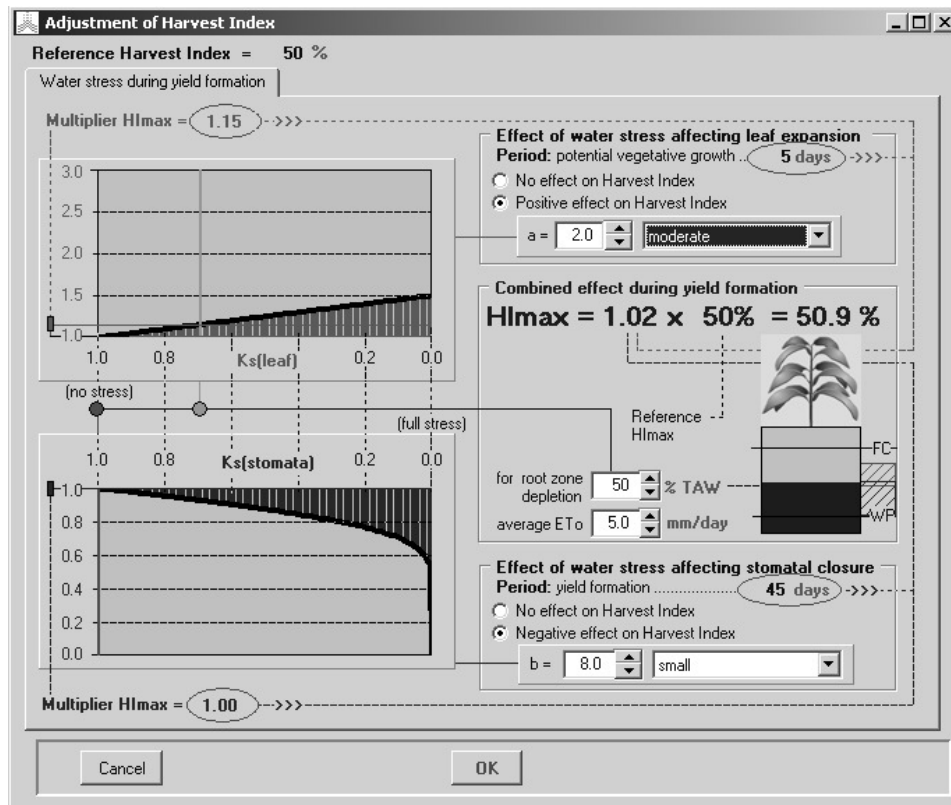 Adjustment of Harvest Index
Reference Harvest Index = 50 %
Water stress during yield formation
Multiplier HImax = 1.15 ->>>
3.0
2.5
2.0
1.5
1.0
1.0 0.8 Ks(leaf) 0.2 0.0
(no stress)
(full stress)
1.0 0.8 Ks(stomata) 0.2 0.0
1.0
0.8
0.6
0.4
0.2
0.0
Multiplier HImax = 1.00 ->>>
Effect of water stress affecting leaf expansion
Period: potential vegetative growth .. 5 days ->>>
No effect on Harvest Index
Positive effect on Harvest Index
a = 2.0 moderate
Combined effect during yield formation
HImax = 1.02 x 50% = 50.9 %
Reference
HImax
FC
for root zone
depletion 50 % TAW
WP
average ETo 5.0 mm/day
Effect of water stress affecting stomatal closure
Period: yield formation ....................... 45 days ->>>
No effect on Harvest Index
Negative effect on Harvest Index
b = 8.0 small
Cancel OK